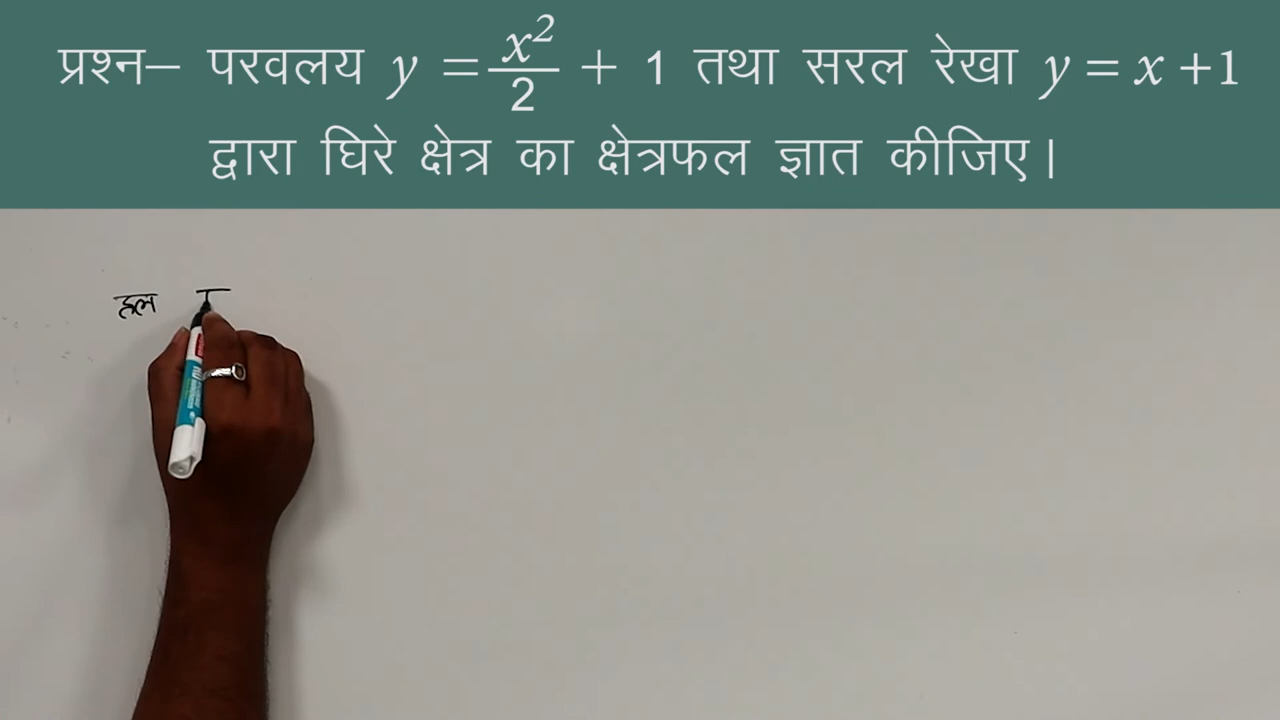 प्रश्न– परवलय y = x²/2 + 1 तथा सरल रेखा y = x +1
द्वारा घिरे क्षेत्र का क्षेत्रफल ज्ञात कीजिए।
हल